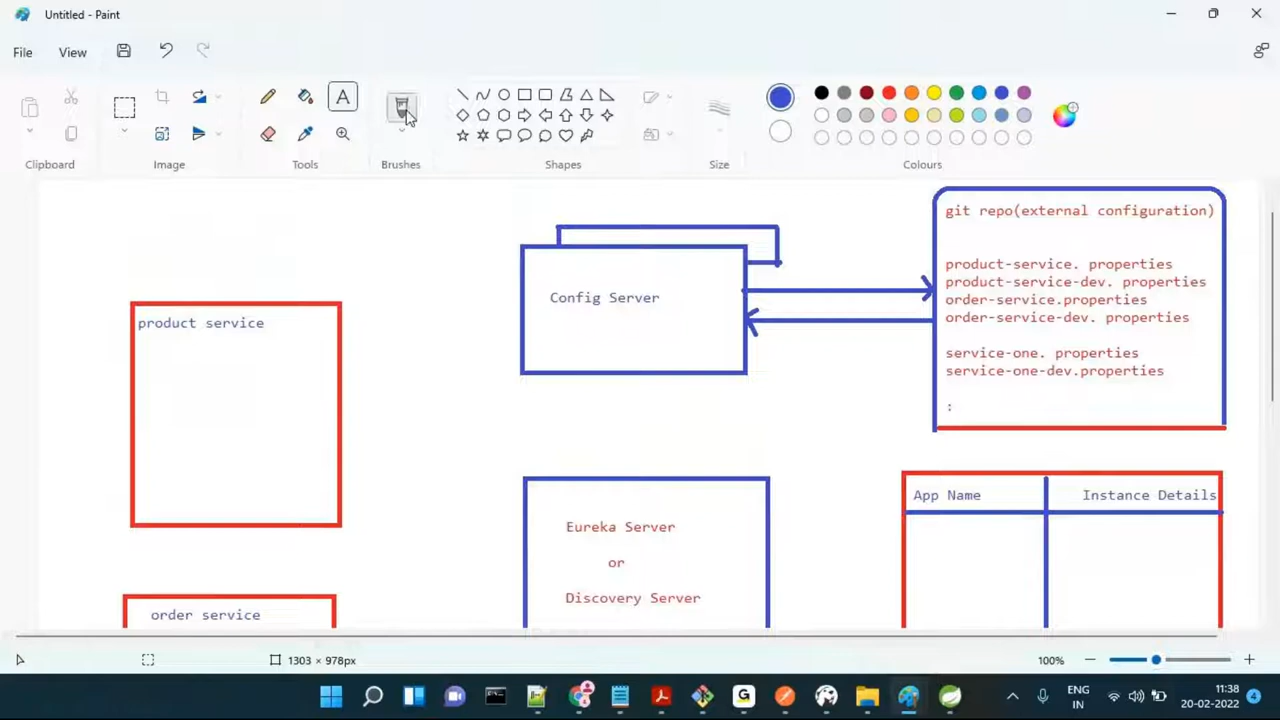 Untitled - Paint
File
View
Clipboard
Image
Tools
Brushes
Shapes
Size
Colours
git repo(external configuration)
product-service. properties
product-service-dev. properties
order-service.properties
order-service-dev. properties
service-one. properties
service-one-dev.properties
:
Config Server
product service
App Name
Instance Details
Eureka Server
or
Discovery Server
order service
1303 × 978px
100%
ENG
IN
11:38
20-02-2022
4